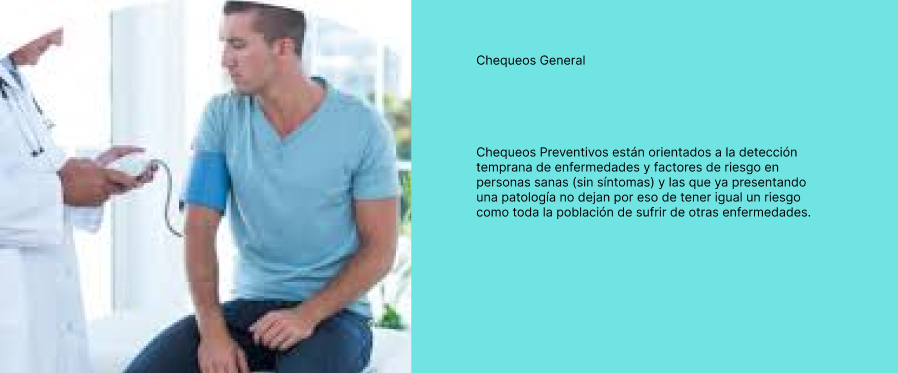 Chequeos General
Chequeos Preventivos están orientados a la detección
temprana de enfermedades y factores de riesgo en
personas sanas (sin síntomas) y las que ya presentando
una patología no dejan por eso de tener igual un riesgo
como toda la población de sufrir de otras enfermedades.